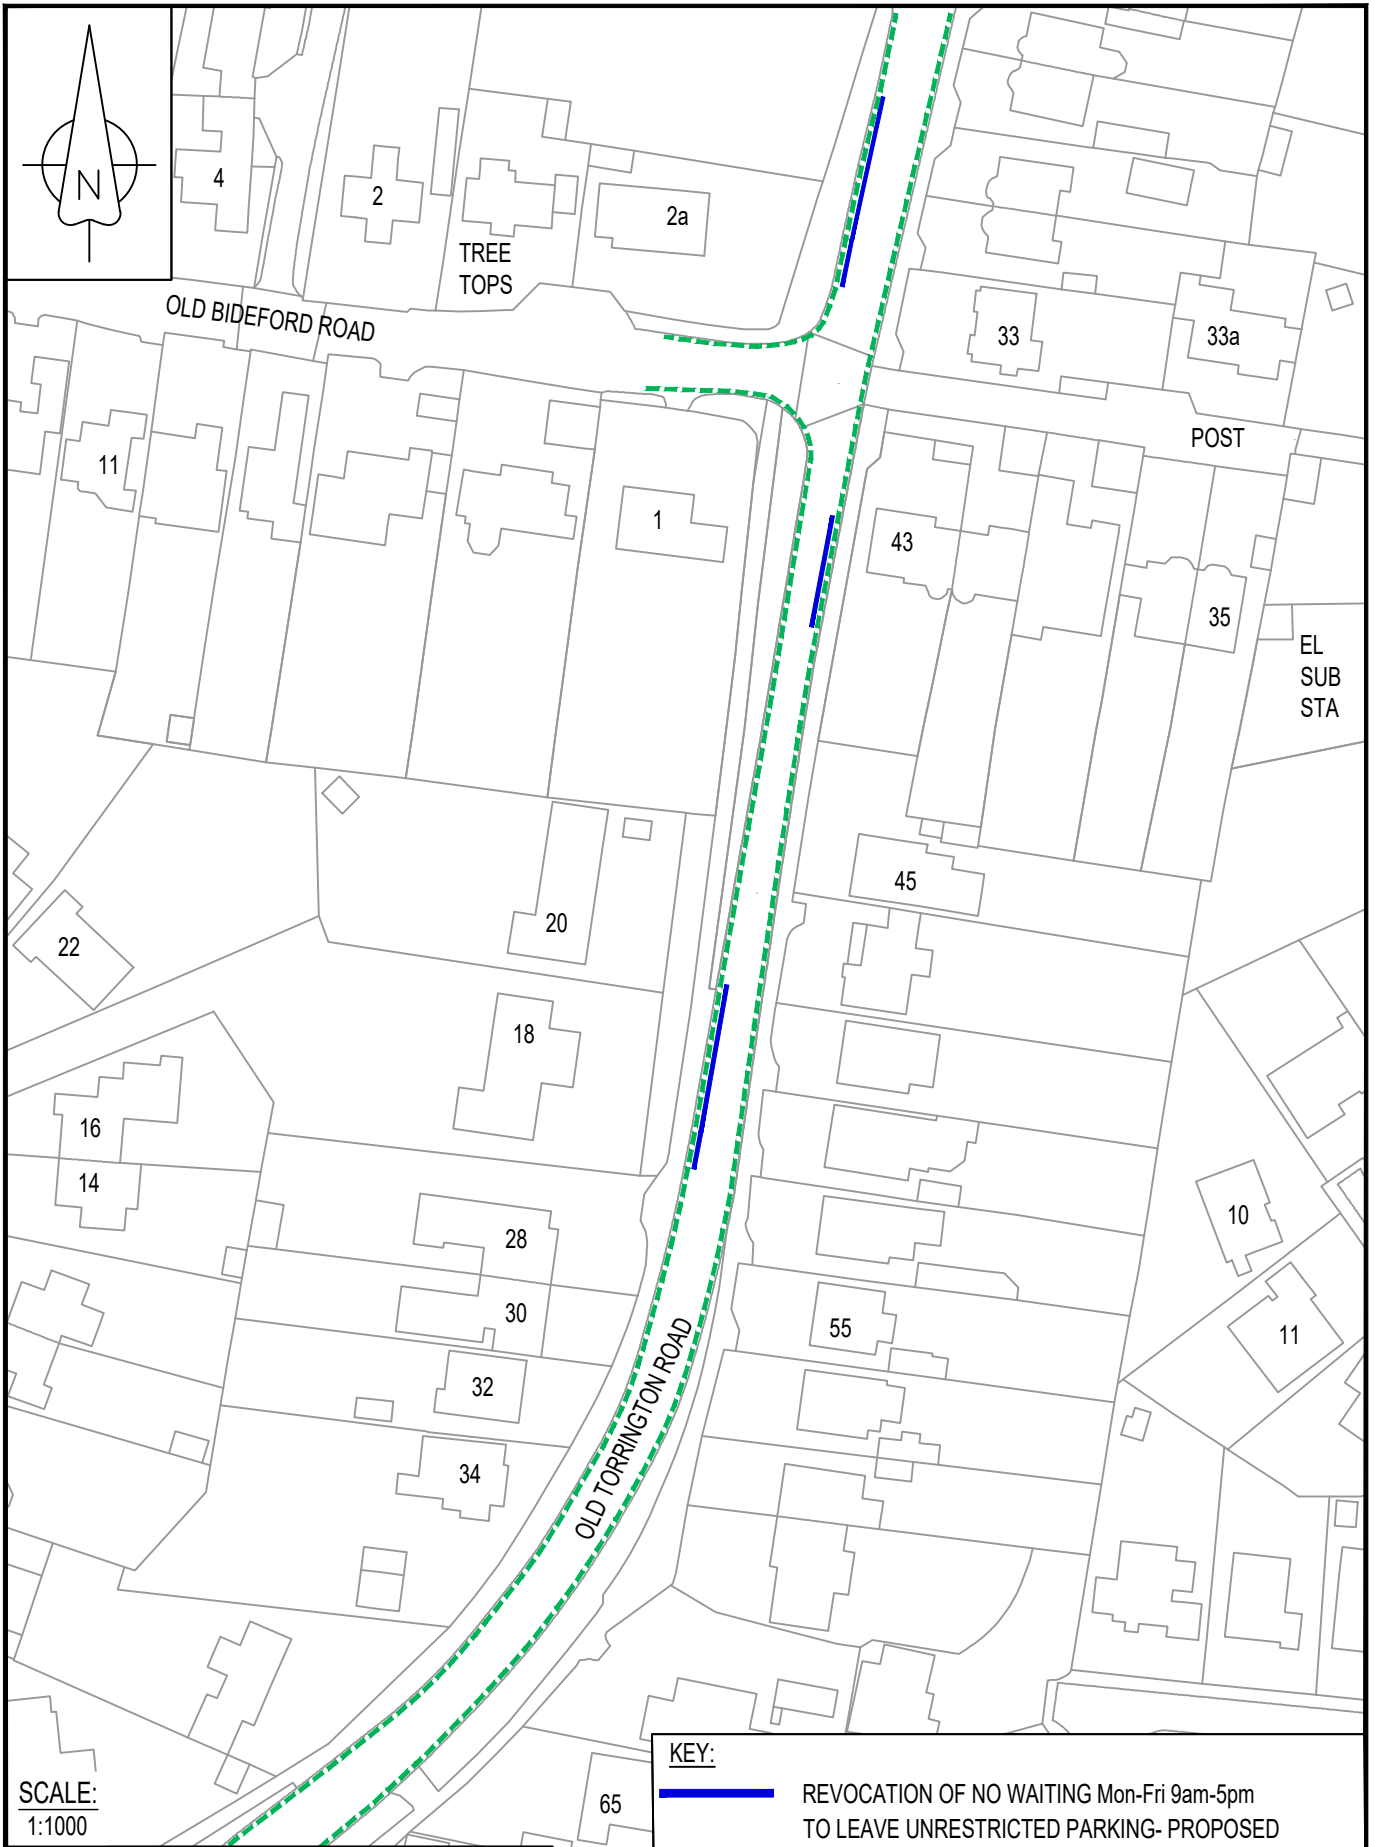 N
4
2
2a
TREE
TOPS
OLD BIDEFORD ROAD
33
33a
POST
11
1
43
35
EL
SUB
STA
45
20
22
18
16
14
28
10
30
55
11
32
34
OLD TORRINGTON ROAD
65
SCALE:
1:1000
KEY:
REVOCATION OF NO WAITING Mon-Fri 9am-5pm
TO LEAVE UNRESTRICTED PARKING- PROPOSED